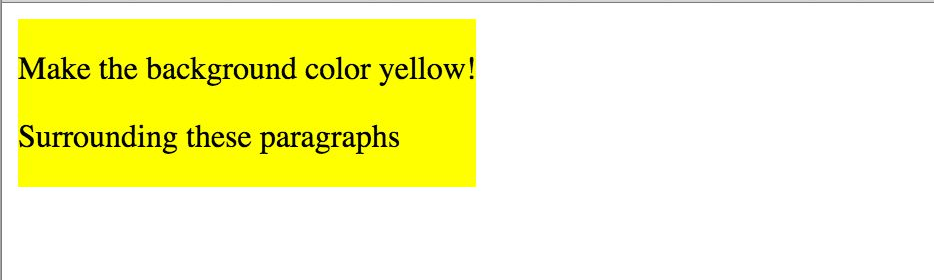 Make the background color yellow!
Surrounding these paragraphs